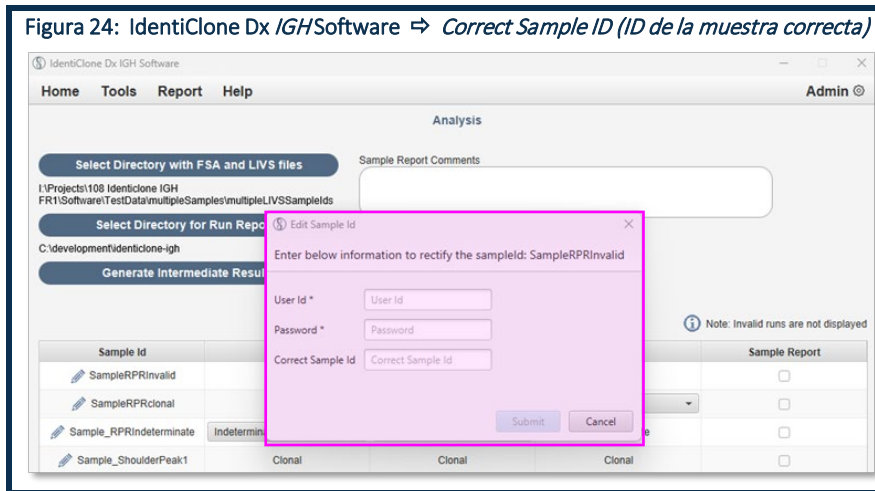 Figura 24: IdentiClone Dx IGH Software ⇨ Correct Sample ID (ID de la muestra correcta)
IdentiClone Dx IGH Software
Home Tools Report Help Admin
Analysis
Select Directory with FSA and LIVS files
Sample Report Comments
I:\Projects\108 Identiclone IGH
FR1\Software\TestData\multipleSamples\multipleLIVSSampleIds
Select Directory for Run Repo
C:\development\identiclone-igh
Generate Intermediate Resul
Edit Sample Id
Enter below information to rectify the sampleId: SampleRPRInvalid
User Id * User Id
Password * Password
Correct Sample Id Correct Sample Id
Submit Cancel
Note: Invalid runs are not displayed
Sample Id Sample Report
SampleRPRInvalid
SampleRPRclonal
Sample_RPRIndeterminate Indetermin
Sample_ShoulderPeak1 Clonal Clonal Clonal